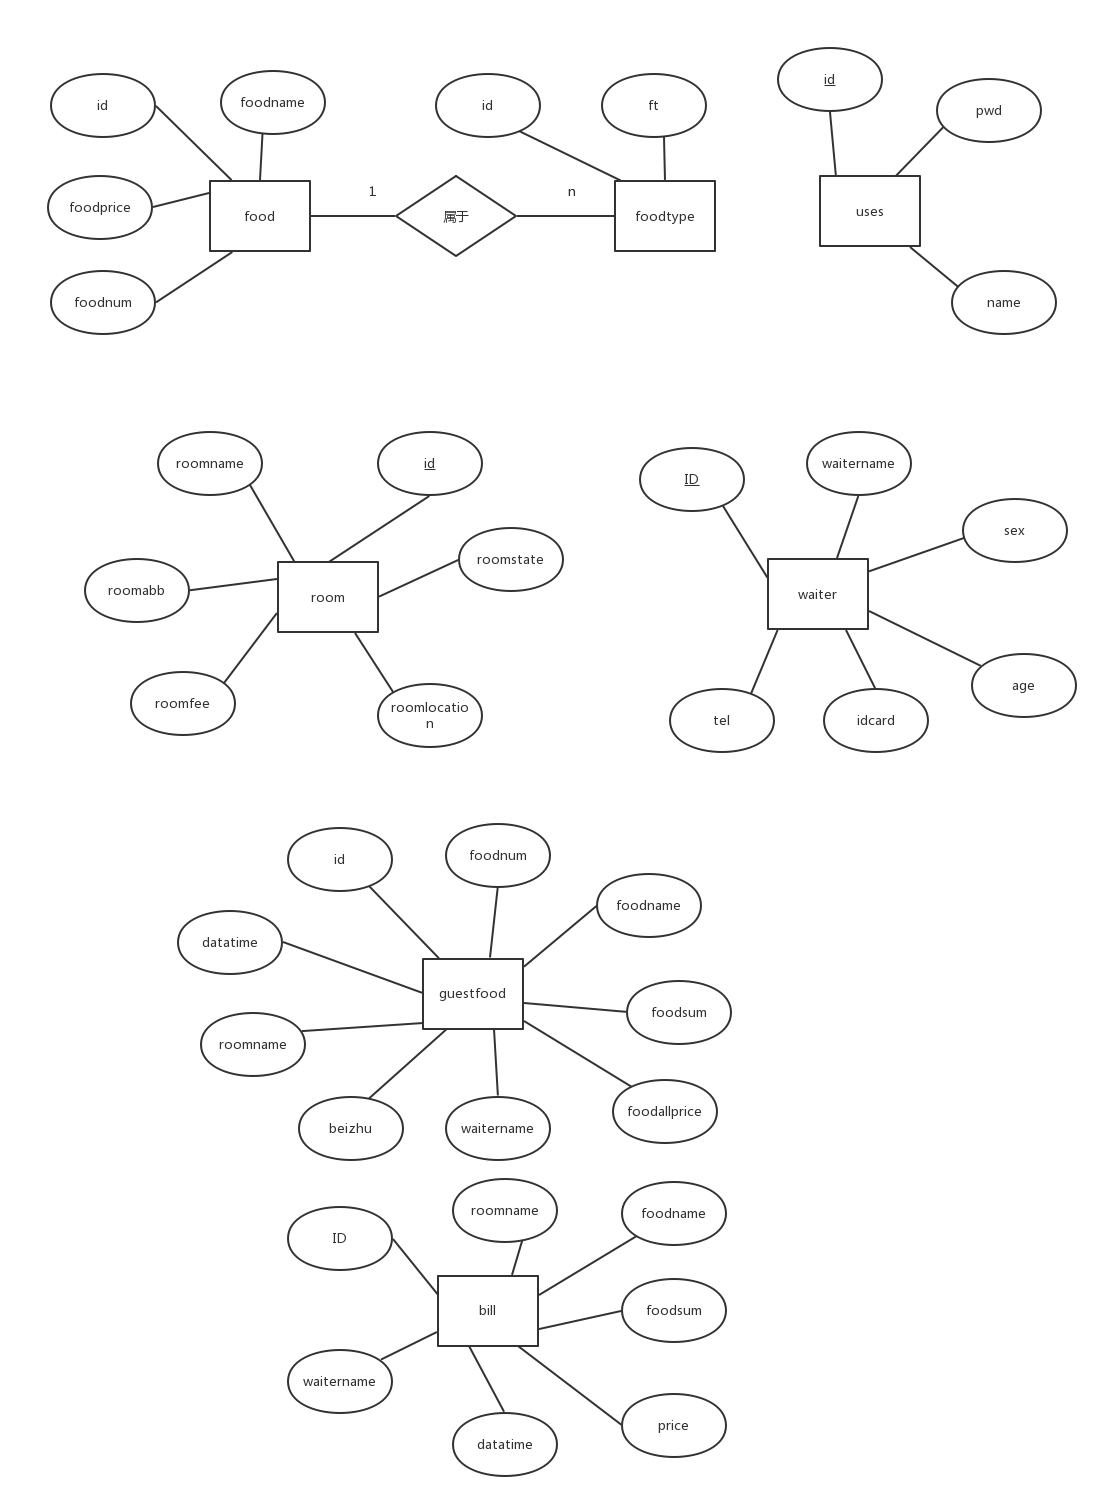 id
foodname
id
ft
id
pwd
foodprice
food
1
属于
n
foodtype
uses
foodnum
name
roomname
id
ID
waitername
sex
roomstate
roomabb
room
waiter
roomfee
roomlocatio
n
tel
idcard
age
id
foodnum
foodname
datatime
guestfood
foodsum
roomname
foodallprice
beizhu
waitername
roomname
foodname
ID
bill
foodsum
waitername
datatime
price